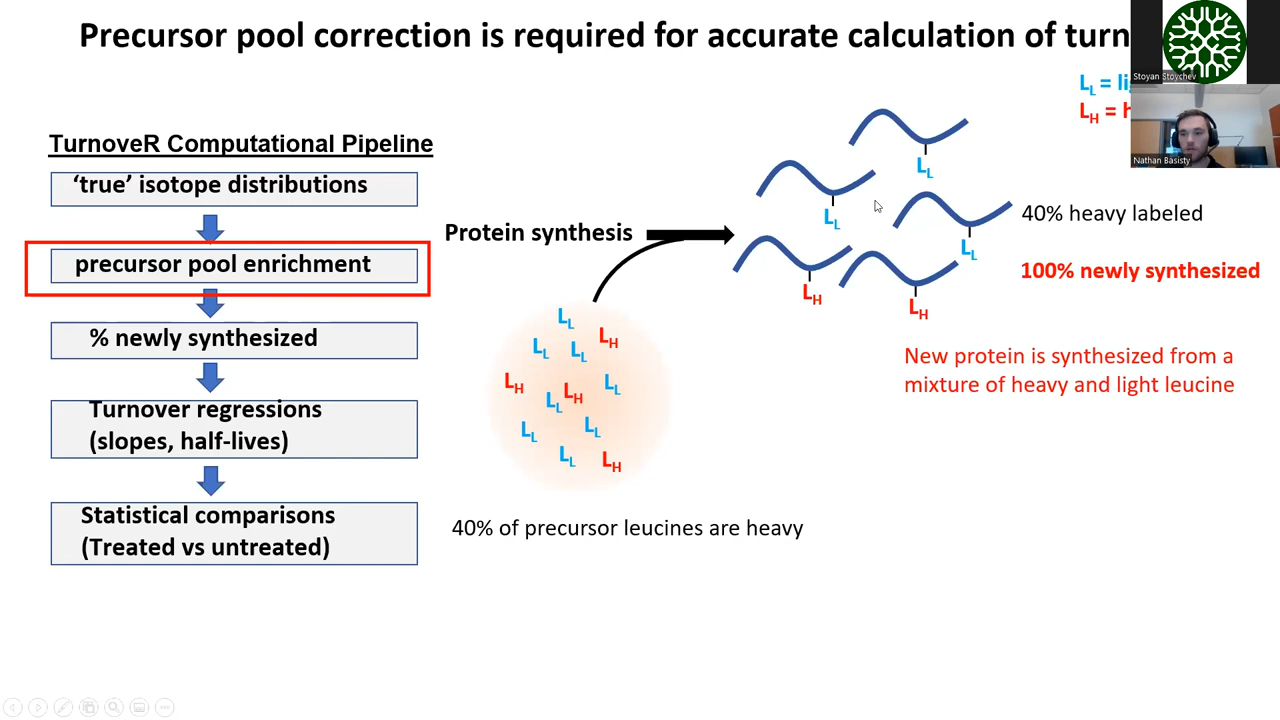 Precursor pool correction is required for accurate calculation of turn
Stoyan Stoychev
Nathan Basisty
L_L = li
L_H = h
TurnoveR Computational Pipeline
‘true’ isotope distributions
precursor pool enrichment
% newly synthesized
Turnover regressions
(slopes, half-lives)
Statistical comparisons
(Treated vs untreated)
Protein synthesis
L_L
L_L
L_L
L_H
L_H
40% heavy labeled
100% newly synthesized
New protein is synthesized from a
mixture of heavy and light leucine
L_L
L_H
L_L
L_L
L_H
L_H
L_L
L_L
L_L
L_L
L_L
L_H
40% of precursor leucines are heavy